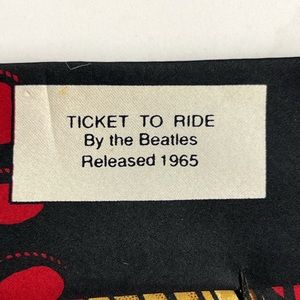 TICKET TO RIDE
By the Beatles
Released 1965